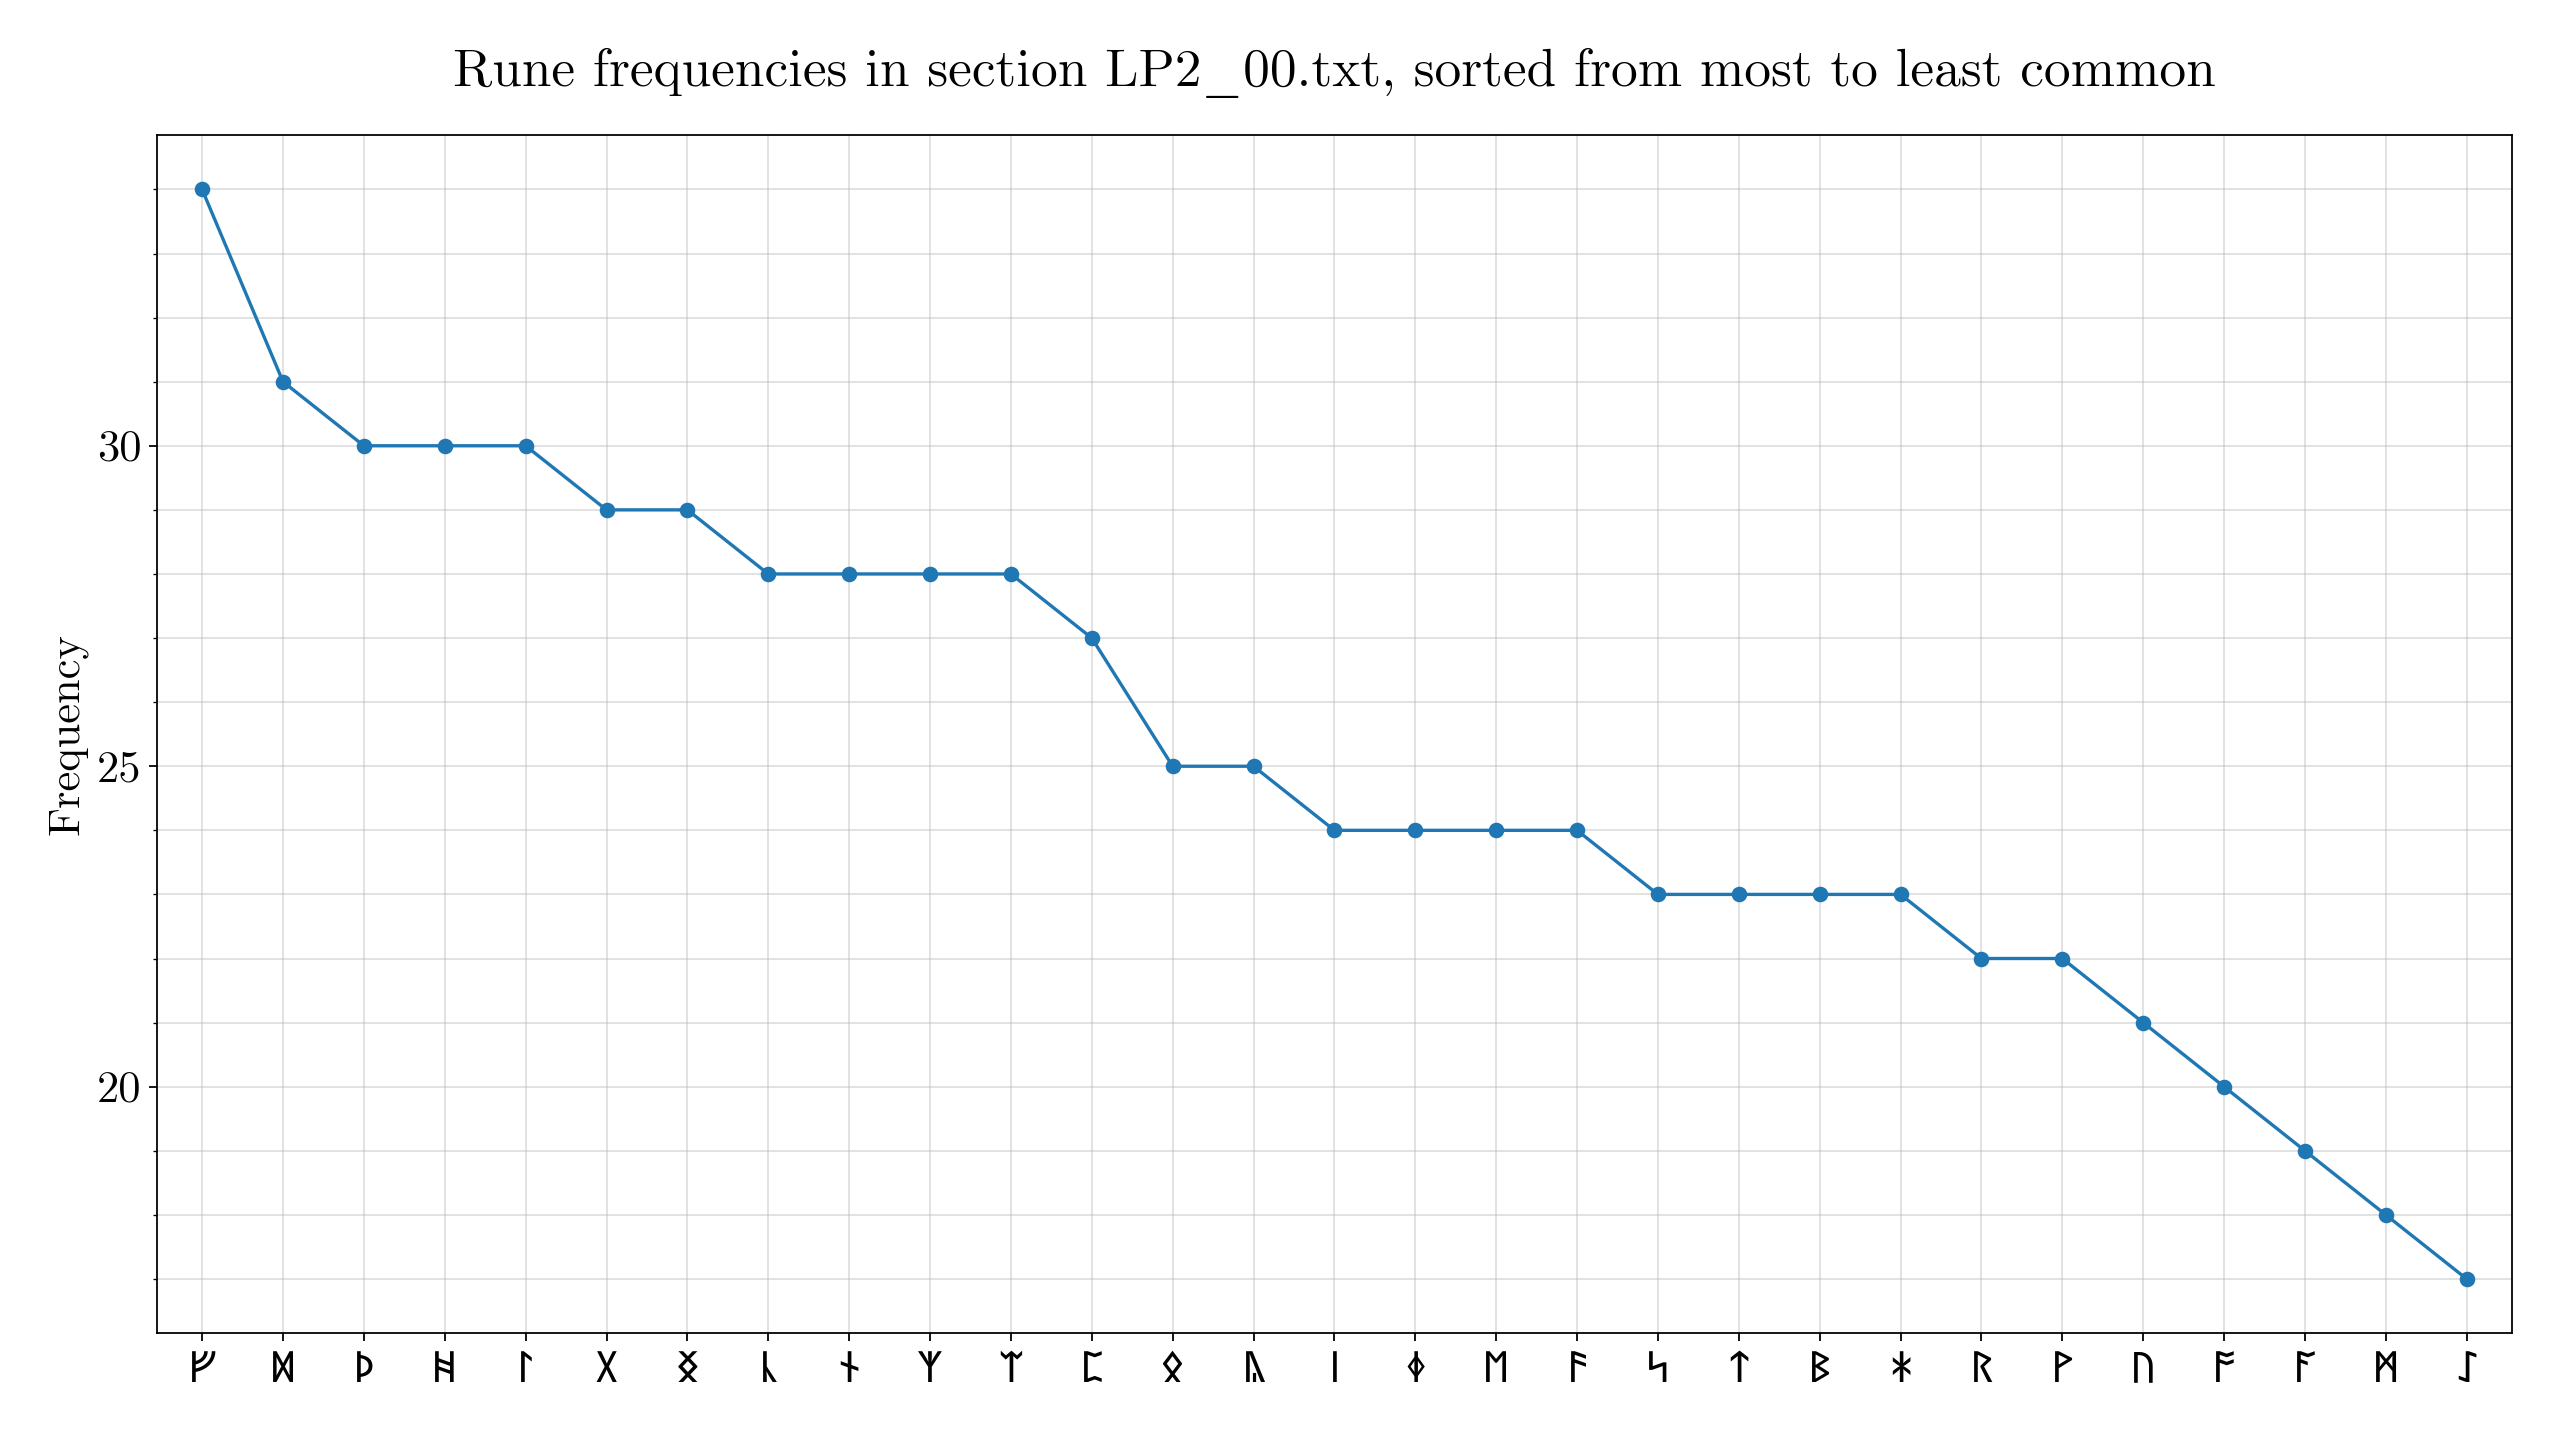 Rune frequencies in section LP2_00.txt, sorted from most to least common
30
25
20
Frequency
ᚠ ᛞ ᚦ ᚻ ᛚ ᚷ ᛝ ᚳ ᚾ ᛉ ᛠ ᛈ ᛟ ᚣ ᛁ ᛄ ᛖ ᚪ ᛋ ᛏ ᛒ ᛡ ᚱ ᚹ ᚢ ᚩ ᚫ ᛗ ᛇ